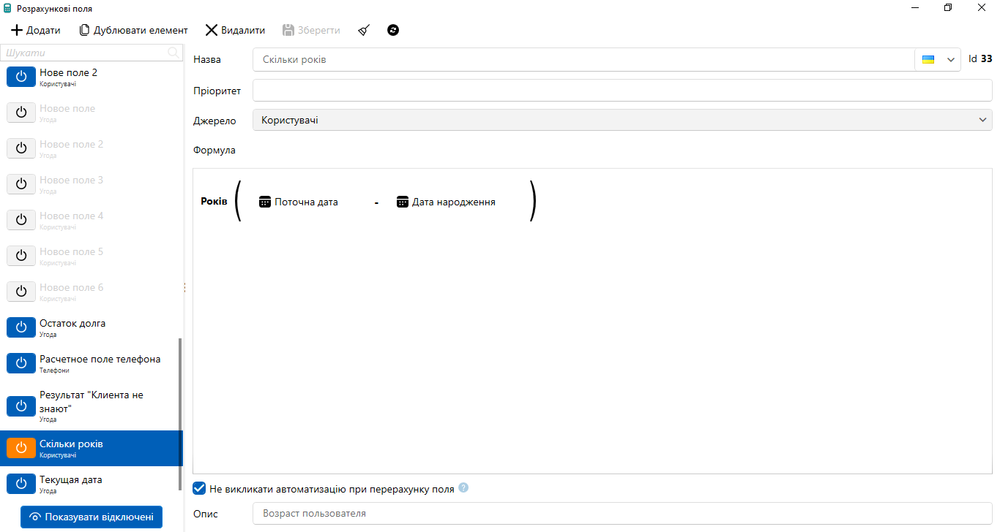 Розрахункові поля
Додати Дублювати елемент Видалити Зберегти
Шукати
Нове поле 2
Користувачі
Новое поле
Угода
Новое поле 2
Угода
Новое поле 3
Угода
Новое поле 4
Користувачі
Новое поле 5
Користувачі
Новое поле 6
Користувачі
Остаток долга
Угода
Расчетное поле телефона
Телефони
Результат "Клиента не
знают"
Угода
Скільки років
Користувачі
Текущая дата
Угода
Показувати відключені
Назва Скільки років Id 33
Пріоритет
Джерело Користувачі
Формула
Років ( Поточна дата - Дата народження )
Не викликати автоматизацію при перерахунку поля ?
Опис Возраст пользователя